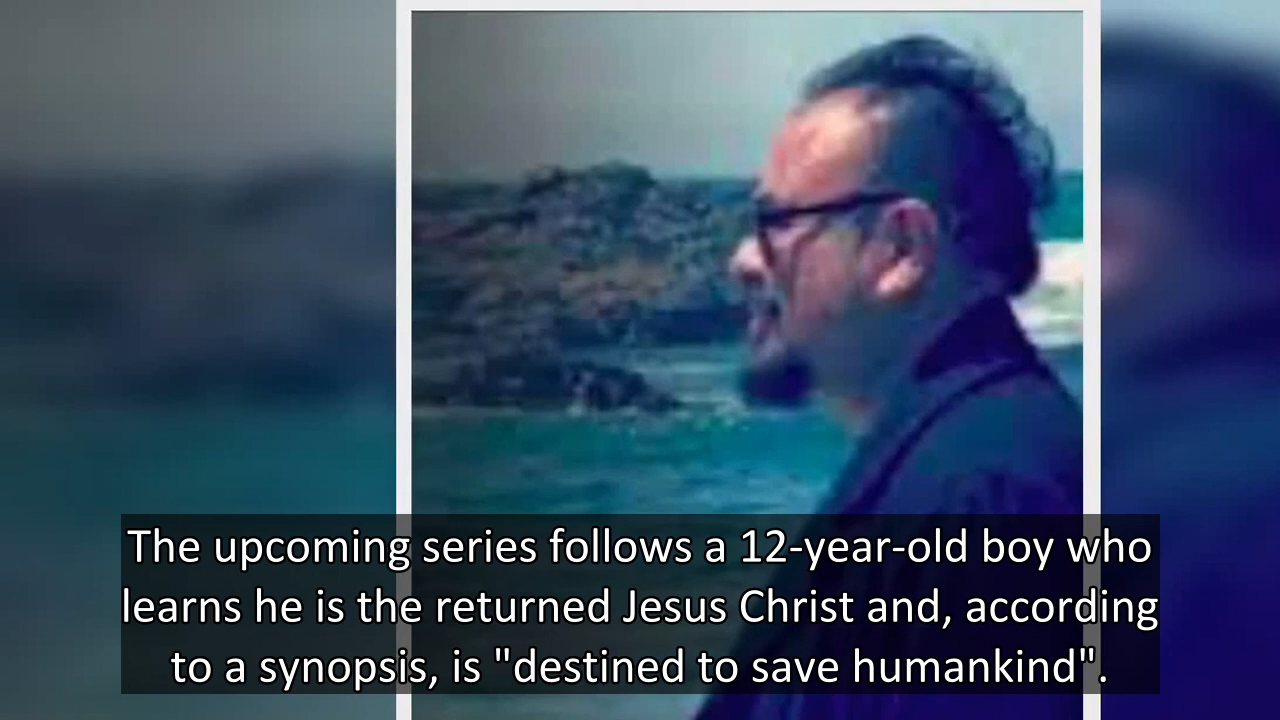 The upcoming series follows a 12-year-old boy who
learns he is the returned Jesus Christ and, according
to a synopsis, is "destined to save humankind".